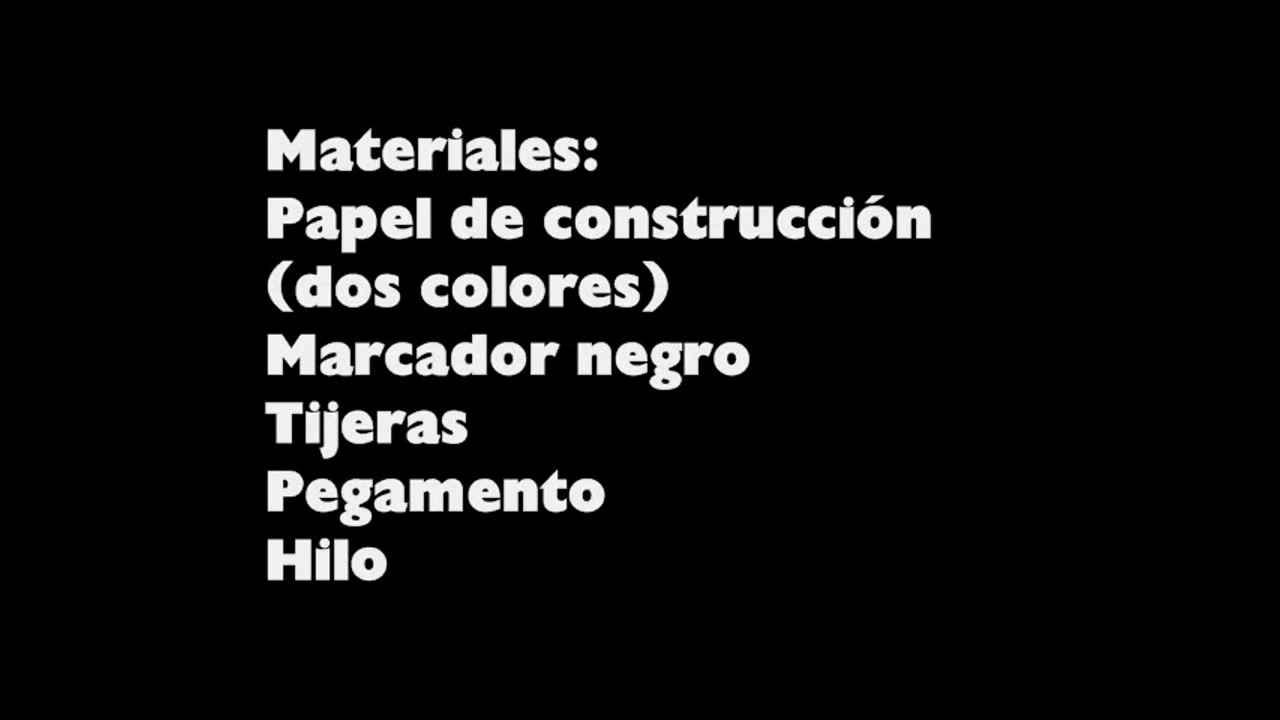 Materiales:
Papel de construcción
(dos colores)
Marcador negro
Tijeras
Pegamento
Hilo